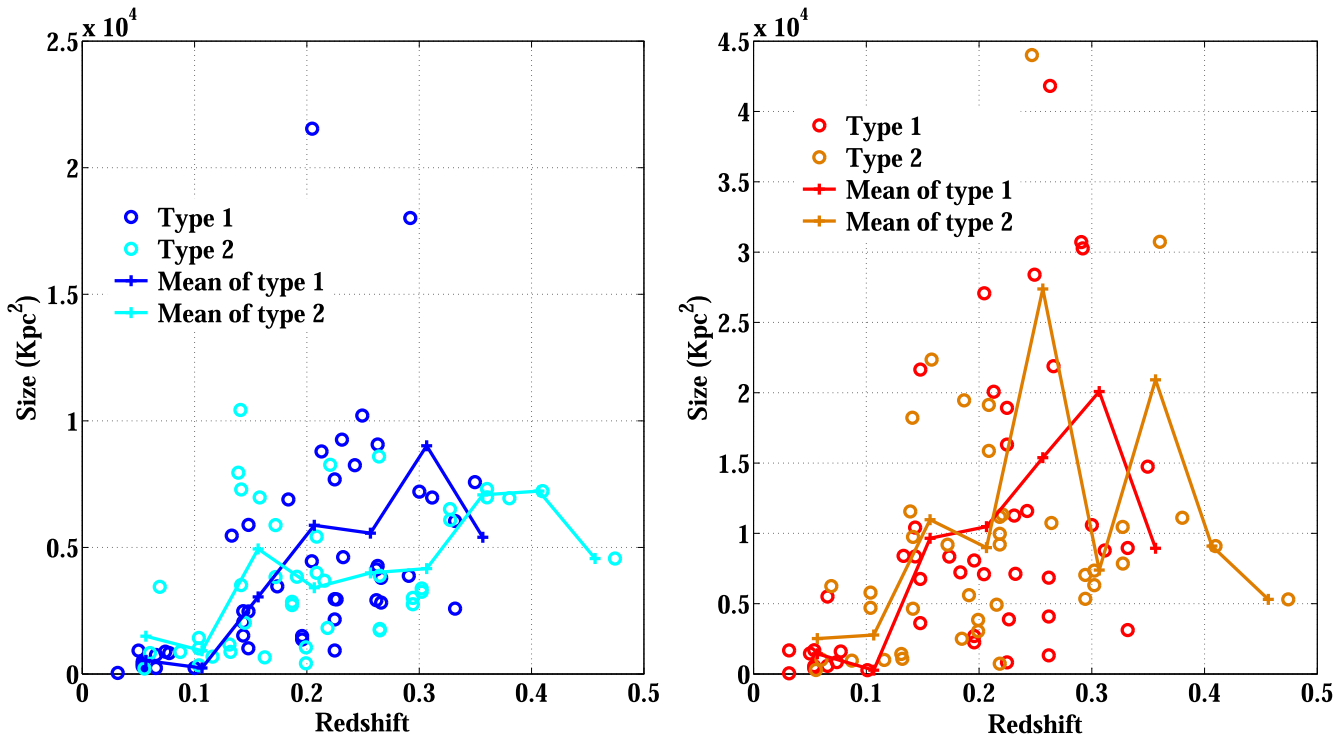 x 10^4
2.5
2
1.5
1
0.5
0
Size (Kpc^2)
Type 1
Type 2
Mean of type 1
Mean of type 2
0 0.1 0.2 0.3 0.4 0.5
Redshift
x 10^4
4.5
4
3.5
3
2.5
2
1.5
1
0.5
0
Size (Kpc^2)
Type 1
Type 2
Mean of type 1
Mean of type 2
0 0.1 0.2 0.3 0.4 0.5
Redshift